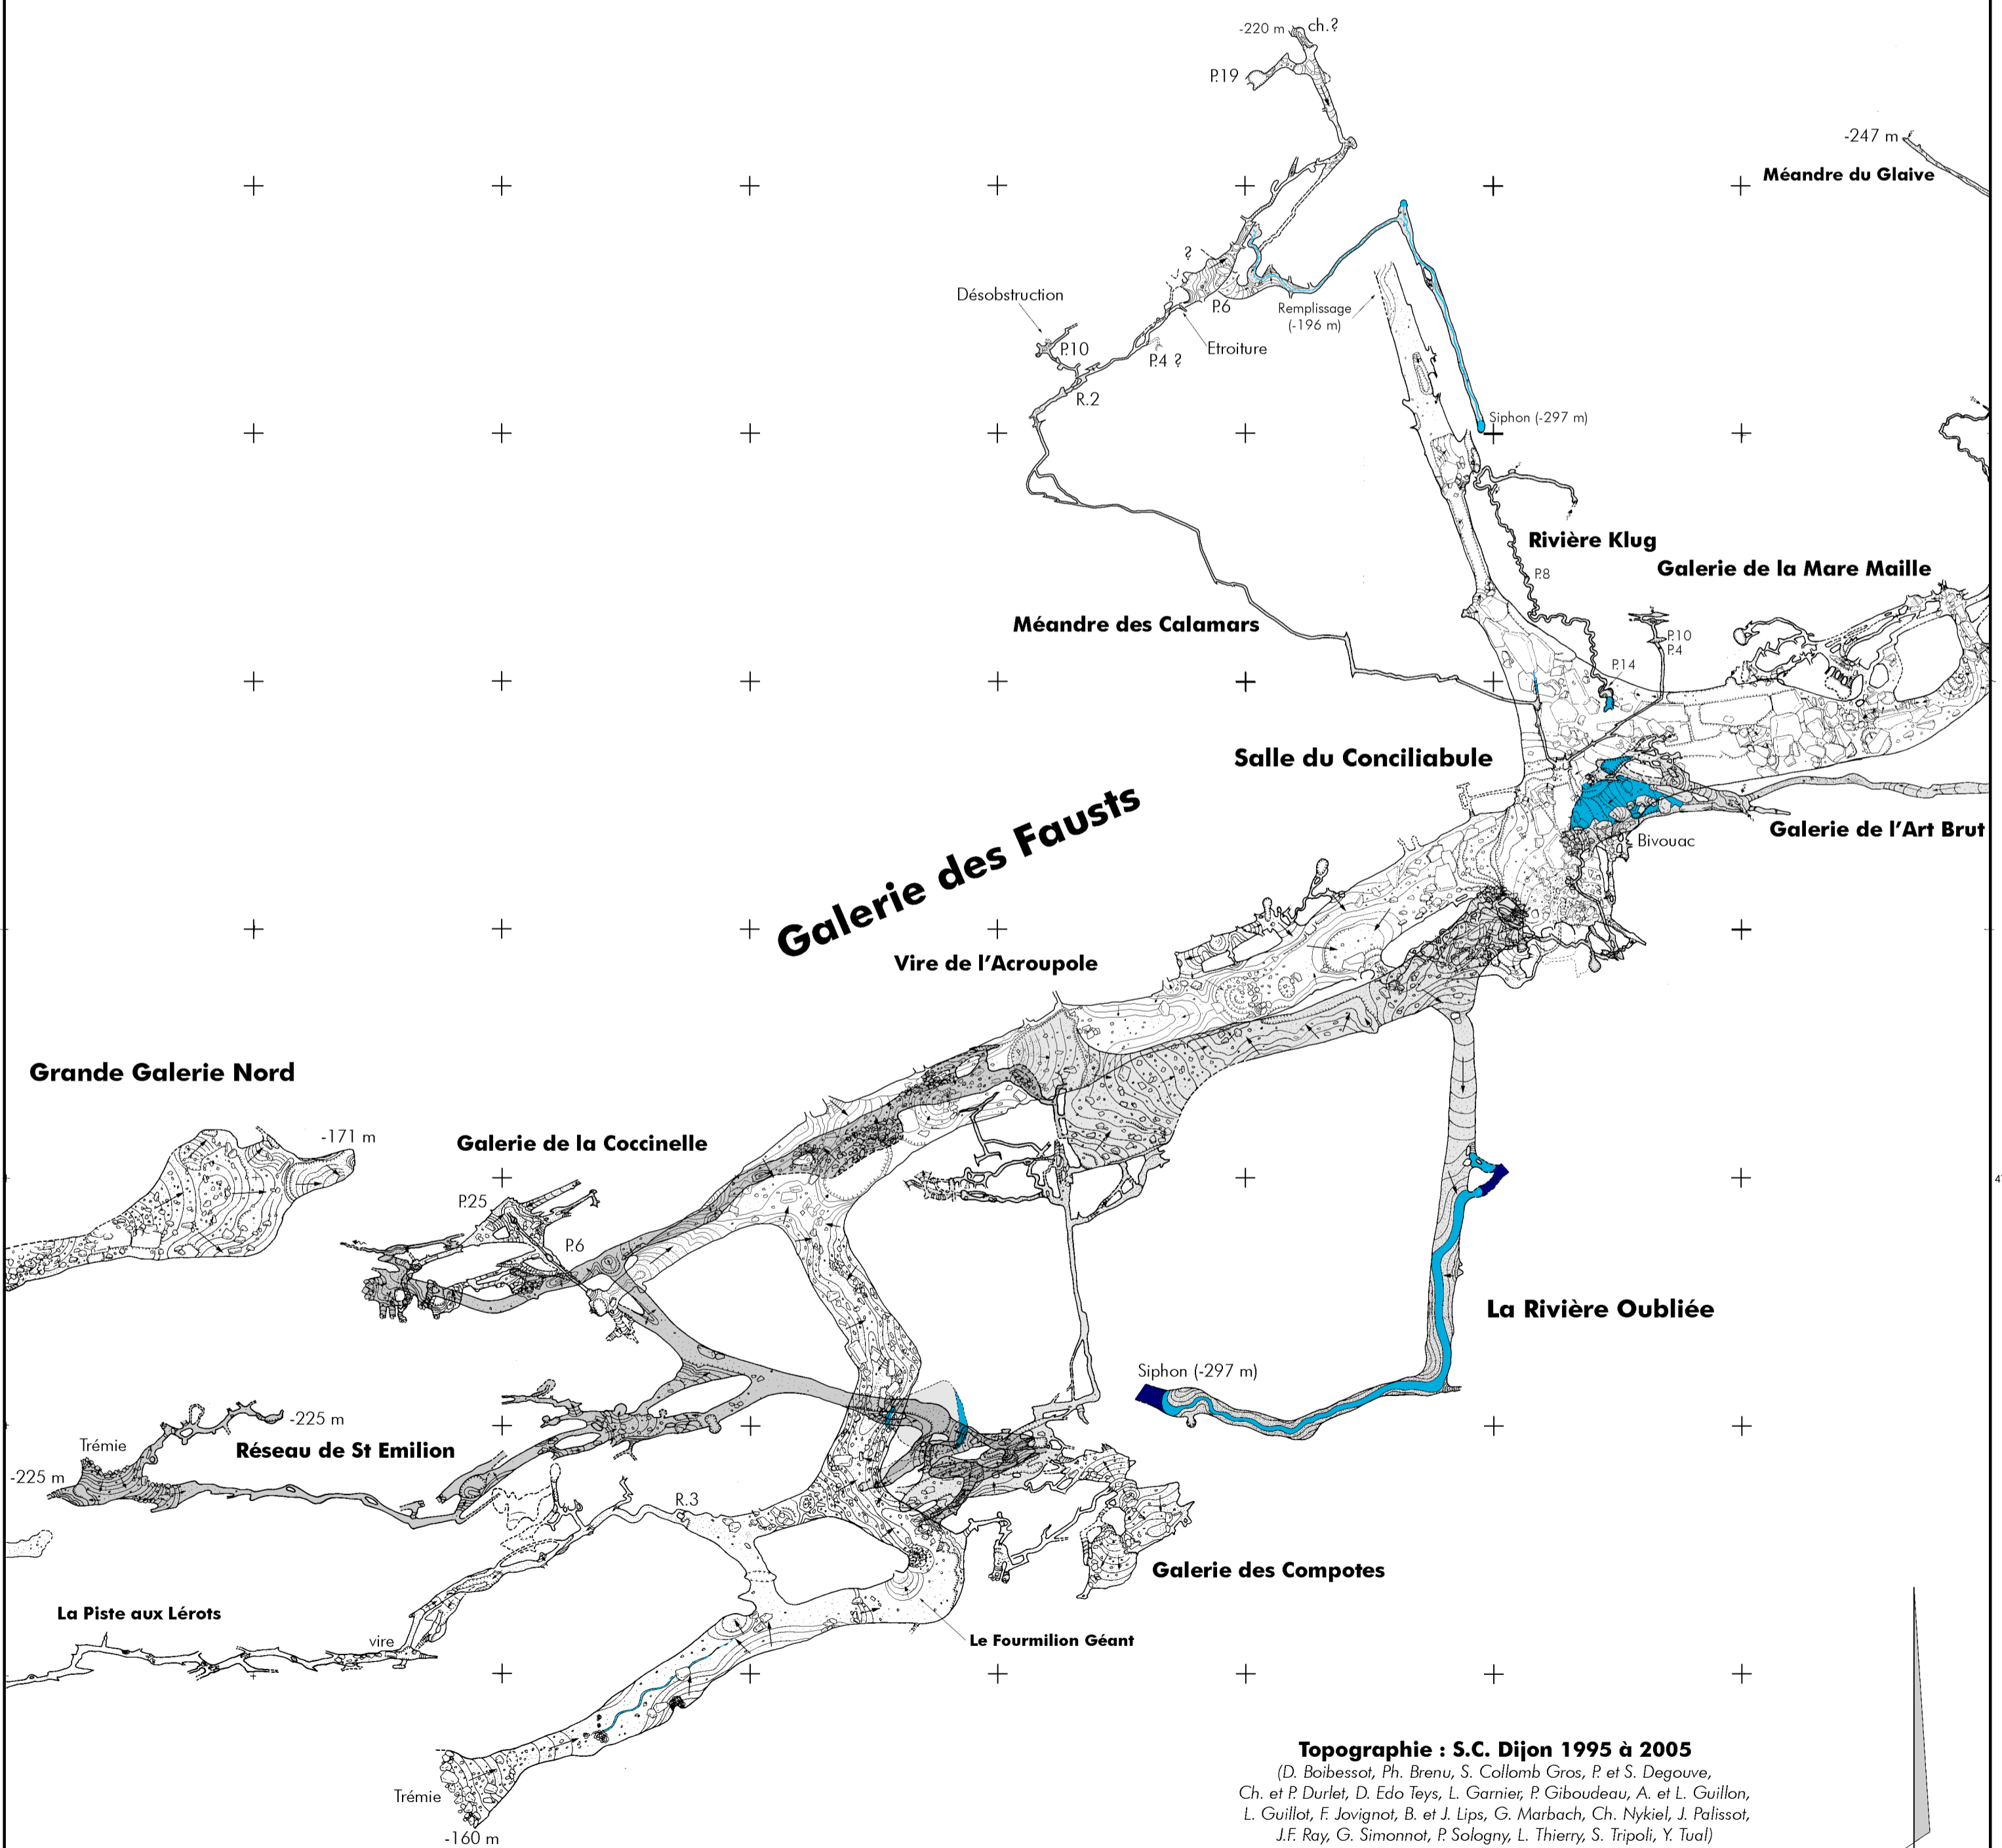 -220 m
ch.?
P.19
-247 m
Méandre du Glaive
?
Désobstruction
P.6
Remplissage
(-196 m)
P.10
Etroiture
P.4 ?
R.2
Siphon (-297 m)
Rivière Klug
Galerie de la Mare Maille
P.8
Méandre des Calamars
P.10
P.4
P.14
Salle du Conciliabule
Galerie des Fausts
Galerie de l'Art Brut
Bivouac
Vire de l'Acroupole
Grande Galerie Nord
-171 m
Galerie de la Coccinelle
P.25
P.6
La Rivière Oubliée
Siphon (-297 m)
-225 m
Trémie
Réseau de St Emilion
-225 m
R.3
Galerie des Compotes
La Piste aux Lérots
vire
Le Fourmilion Géant
Trémie
-160 m
Topographie : S.C. Dijon 1995 à 2005
(D. Boibessot, Ph. Brenu, S. Collomb Gros, P. et S. Degouve,
Ch. et P. Durlet, D. Edo Teys, L. Garnier, P. Giboudeau, A. et L. Guillon,
L. Guillot, F. Jovignot, B. et J. Lips, G. Marbach, Ch. Nykiel, J. Palissot,
J.F. Ray, G. Simonnot, P. Sologny, L. Thierry, S. Tripoli, Y. Tual)